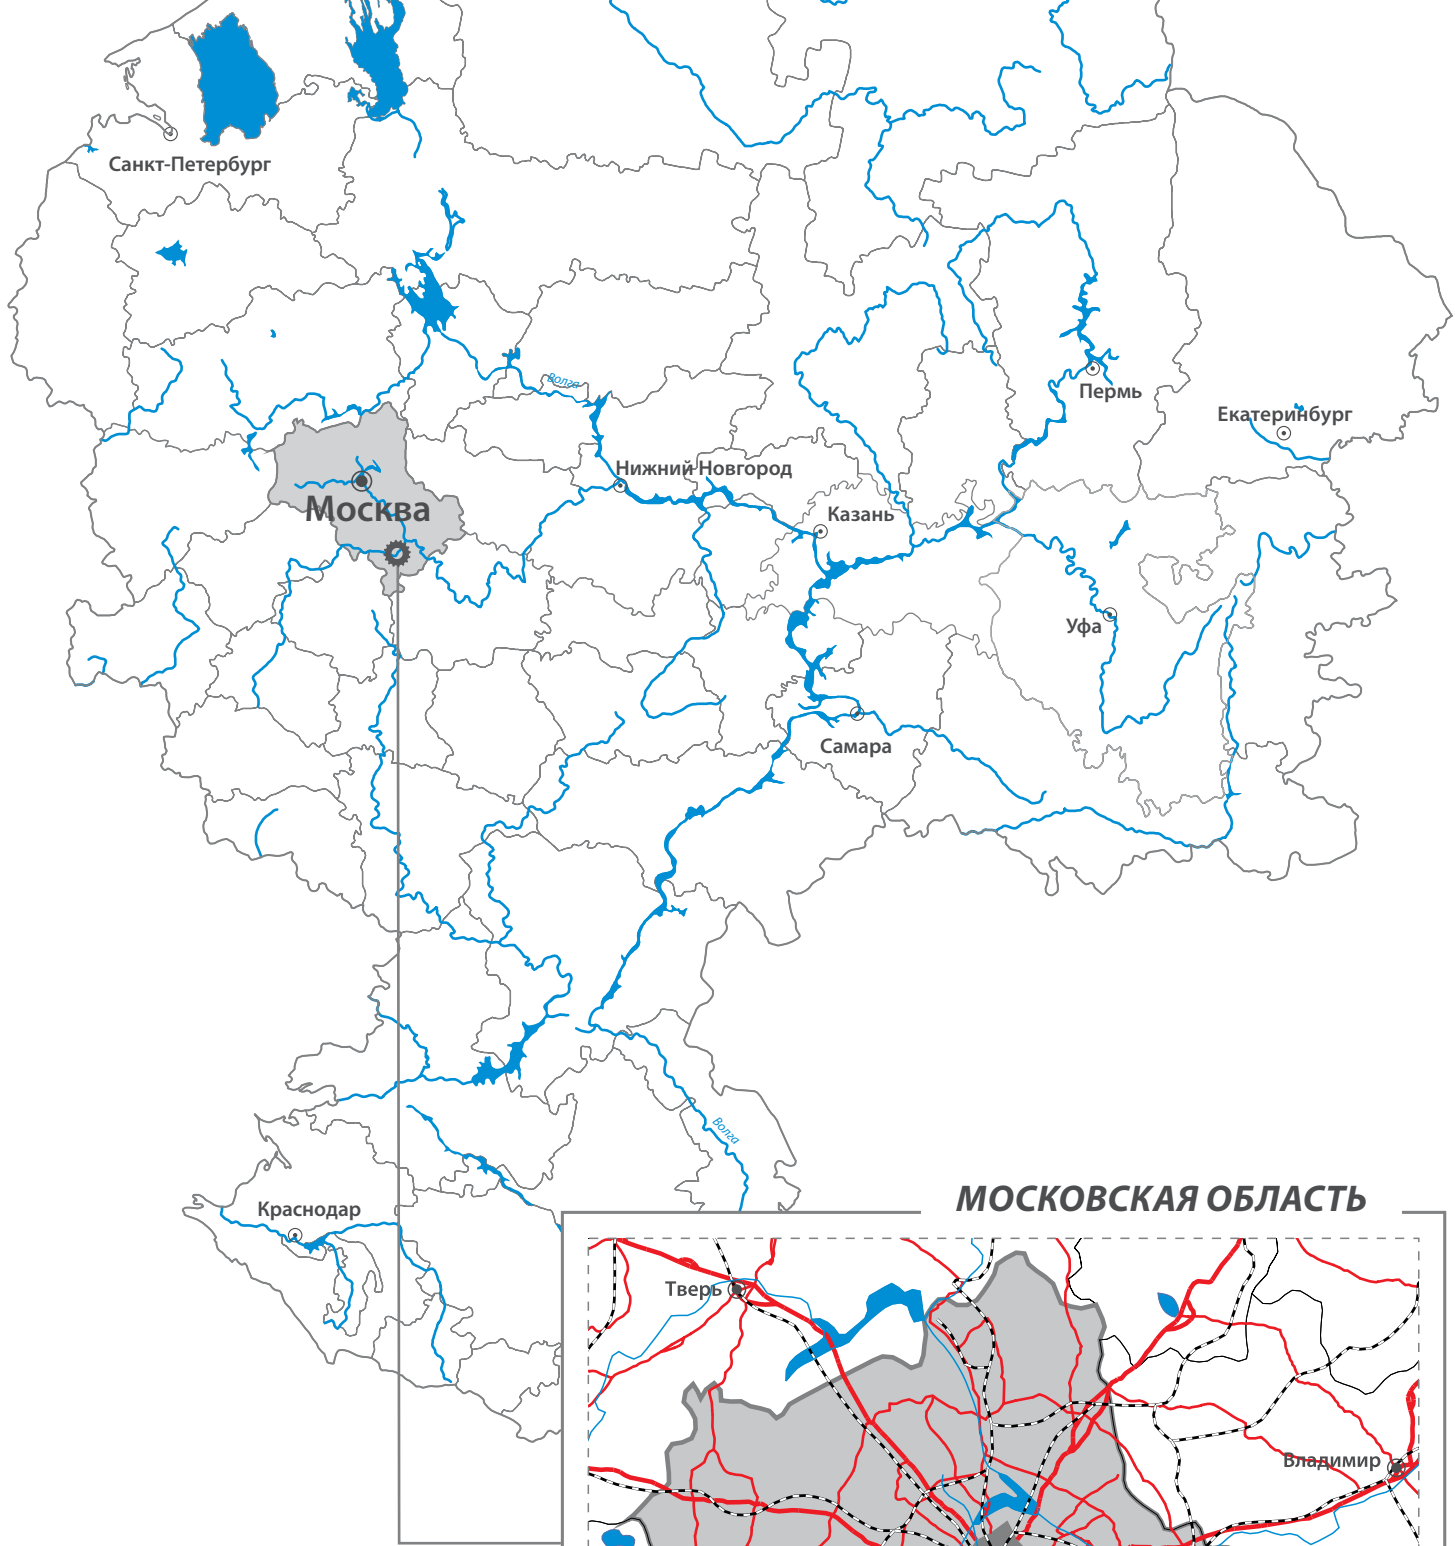 Санкт-Петербург
Волга
Пермь
Екатеринбург
Нижний Новгород
Москва
Казань
Уфа
Самара
Волга
Краснодар
МОСКОВСКАЯ ОБЛАСТЬ
Тверь
Владимир